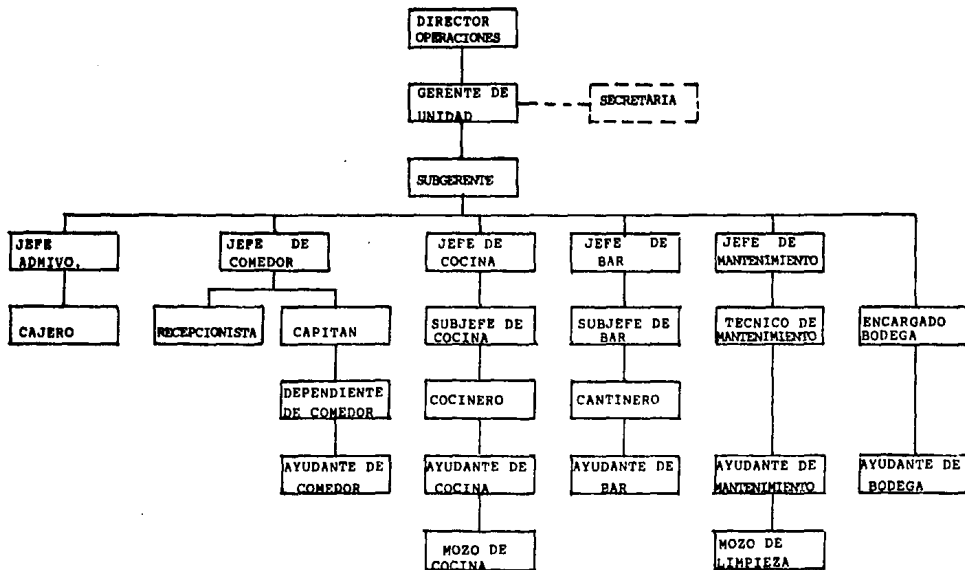 DIRECTOR
OPERACIONES
GERENTE DE
UNIDAD
SECRETARIA
SUBGERENTE
JEFE
ADMIVO.
JEFE DE
COMEDOR
JEFE DE
COCINA
JEFE DE
BAR
JEFE DE
MANTENIMIENTO
CAJERO
RECEPCIONISTA
CAPITAN
SUBJEFE DE
COCINA
SUBJEFE DE
BAR
TECNICO DE
MANTENIMIENTO
ENCARGADO
BODEGA
DEPENDIENTE
DE COMEDOR
COCINERO
CANTINERO
AYUDANTE DE
COMEDOR
AYUDANTE DE
COCINA
AYUDANTE DE
BAR
AYUDANTE DE
MANTENIMIENTO
AYUDANTE DE
BODEGA
MOZO DE
COCINA
MOZO DE
LIMPIEZA